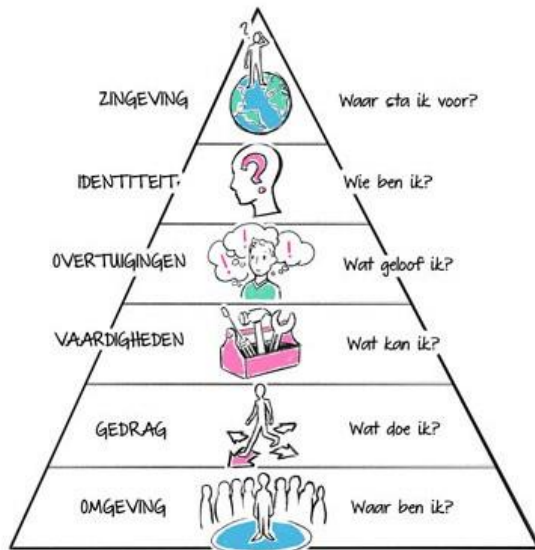 ?
ZINGEVING Waar sta ik voor?
IDENTITEIT Wie ben ik?
?
OVERTUIGINGEN Wat geloof ik?
! ! !
VAARDIGHEDEN Wat kan ik?
GEDRAG Wat doe ik?
OMGEVING Waar ben ik?